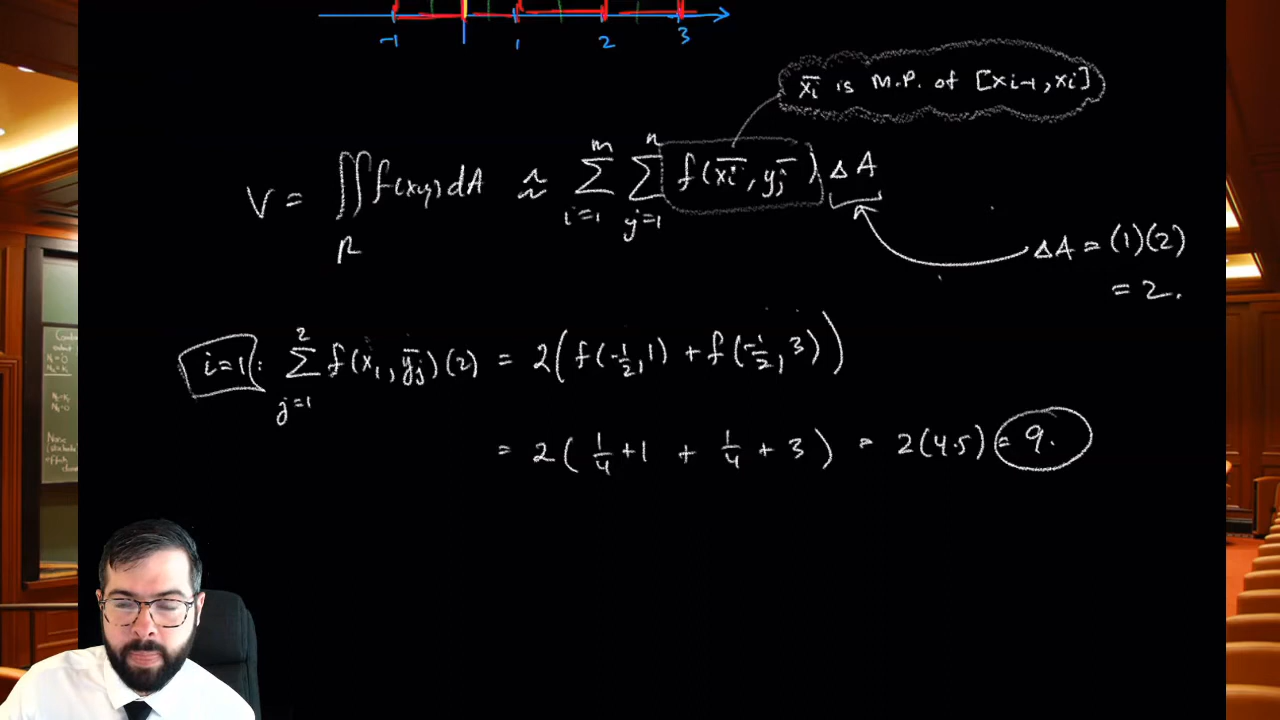 -1 1 2 3
x̄ᵢ is M.P. of [xᵢ₋₁, xᵢ]
V = ∬_R f(x,y) dA ≈ Σ_{i=1}^{m} Σ_{j=1}^{n} f(x̄ᵢ, ȳⱼ) ΔA
ΔA = (1)(2)
= 2.
i=1: Σ_{j=1}^{2} f(x̄₁, ȳⱼ)(2) = 2(f(-1/2, 1) + f(-1/2, 3))
= 2(1/4 + 1 + 1/4 + 3) = 2(4.5) = 9.